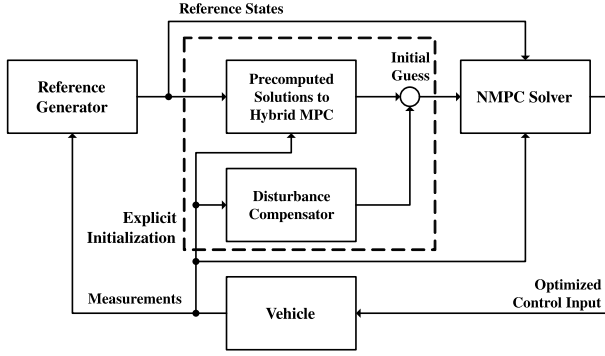 Reference States
Reference
Generator
Precomputed
Solutions to
Hybrid MPC
Initial
Guess
NMPC Solver
Disturbance
Compensator
Explicit
Initialization
Measurements
Vehicle
Optimized
Control Input